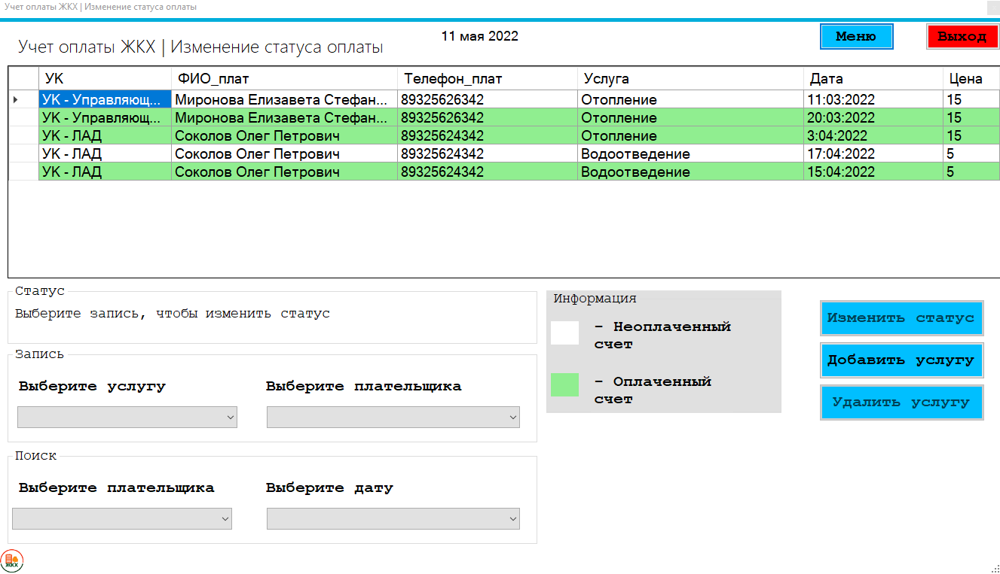 Учет оплаты ЖКХ | Изменение статуса оплаты
11 мая 2022
Меню
Выход
Учет оплаты ЖКХ | Изменение статуса оплаты
УК ФИО_плат Телефон_плат Услуга Дата Цена
УК - Управляющ... Миронова Елизавета Стефан... 89325626342 Отопление 11:03:2022 15
УК - Управляющ... Миронова Елизавета Стефан... 89325626342 Отопление 20:03:2022 15
УК - ЛАД Соколов Олег Петрович 89325624342 Отопление 3:04:2022 15
УК - ЛАД Соколов Олег Петрович 89325624342 Водоотведение 17:04:2022 5
УК - ЛАД Соколов Олег Петрович 89325624342 Водоотведение 15:04:2022 5
Статус
Выберите запись, чтобы изменить статус
Информация
- Неоплаченный
счет
- Оплаченный
счет
Изменить статус
Добавить услугу
Удалить услугу
Запись
Выберите услугу Выберите плательщика
Поиск
Выберите плательщика Выберите дату
ЖКХ